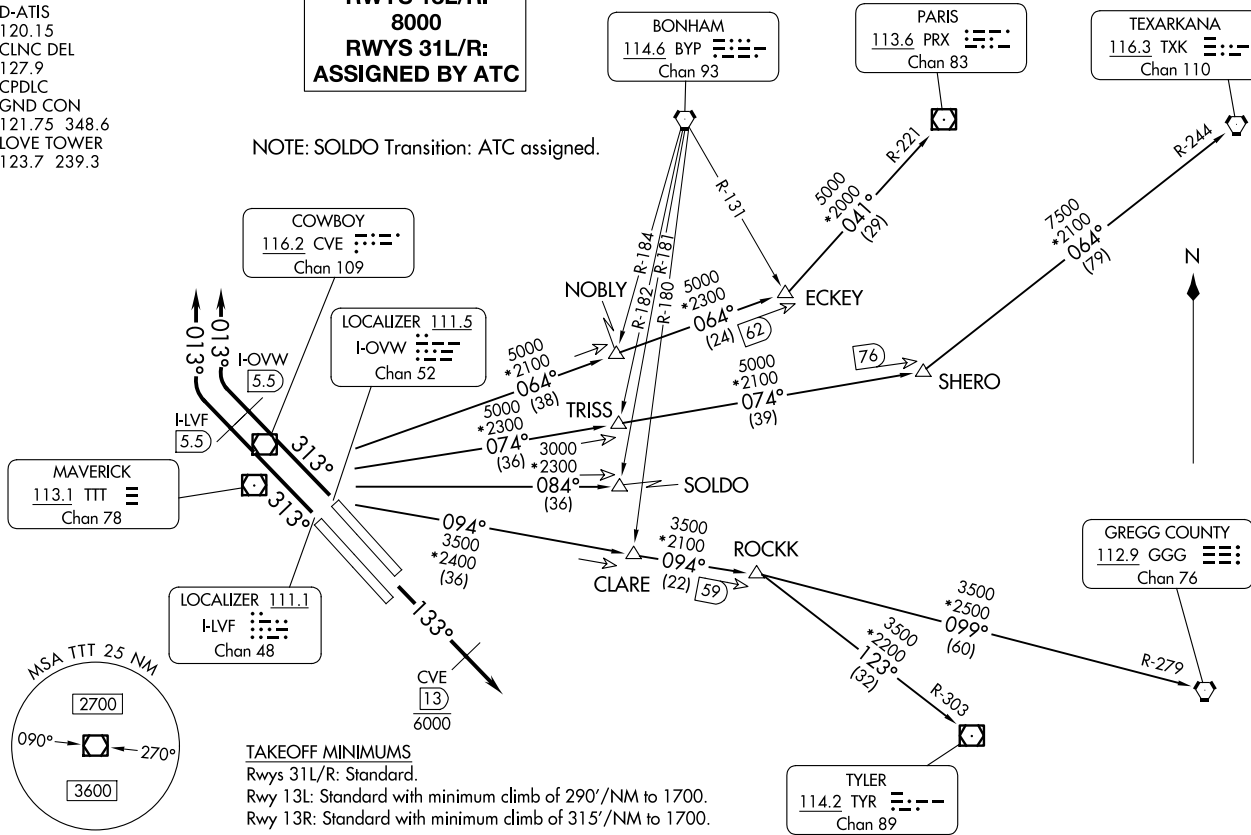 D-ATIS
120.15
CLNC DEL
127.9
CPDLC
GND CON
121.75 348.6
LOVE TOWER
123.7 239.3
RWYS 13L/R:
8000
RWYS 31L/R:
ASSIGNED BY ATC
NOTE: SOLDO Transition: ATC assigned.
BONHAM
114.6 BYP
Chan 93
PARIS
113.6 PRX
Chan 83
TEXARKANA
116.3 TXK
Chan 110
R-221
R-244
R-131
R-184
R-181
R-182
R-180
5000
*2000
041°
(29)
7500
*2100
064°
(79)
N
COWBOY
116.2 CVE
Chan 109
LOCALIZER 111.5
I-OVW
Chan 52
NOBLY
5000
*2300
064°
(24)
62
ECKEY
013°
013°
I-OVW
5.5
I-LVF
5.5
5000
*2100
064°
(38)
TRISS
5000
*2100
074°
(39)
76
SHERO
5000
*2300
074°
(36)
3000
*2300
084°
(36)
SOLDO
313°
313°
MAVERICK
113.1 TTT
Chan 78
094°
3500
*2400
(36)
CLARE
3500
*2100
094°
(22)
59
ROCKK
GREGG COUNTY
112.9 GGG
Chan 76
3500
*2500
099°
(60)
R-279
3500
*2200
123°
(32)
R-303
LOCALIZER 111.1
I-LVF
Chan 48
133°
CVE
13
6000
MSA TTT 25 NM
2700
090°
270°
3600
TAKEOFF MINIMUMS
Rwys 31L/R: Standard.
Rwy 13L: Standard with minimum climb of 290'/NM to 1700.
Rwy 13R: Standard with minimum climb of 315'/NM to 1700.
TYLER
114.2 TYR
Chan 89